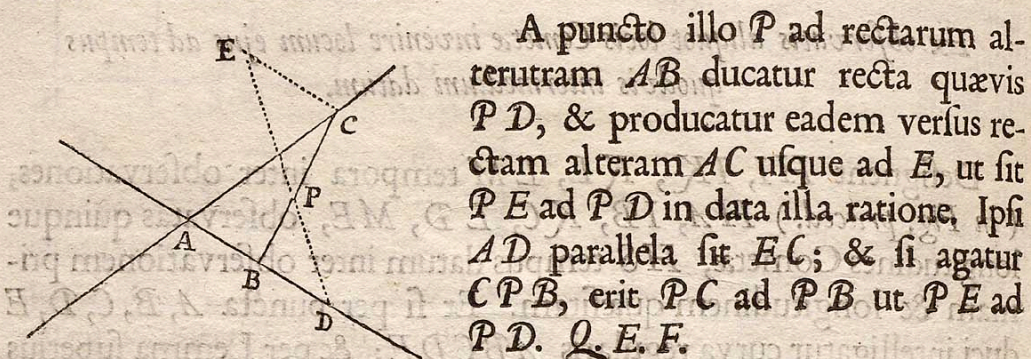 A puncto illo P ad rectarum al-
terutram AB ducatur recta quævis
PD, & producatur eadem verſus re-
ctam alteram AC uſque ad E, ut ſit
PE ad PD in data illa ratione. Ipſi
AD parallela ſit EC; & ſi agatur
CPB, erit PC ad PB ut PE ad
PD. Q. E. F.
E
C
P
A
B
D